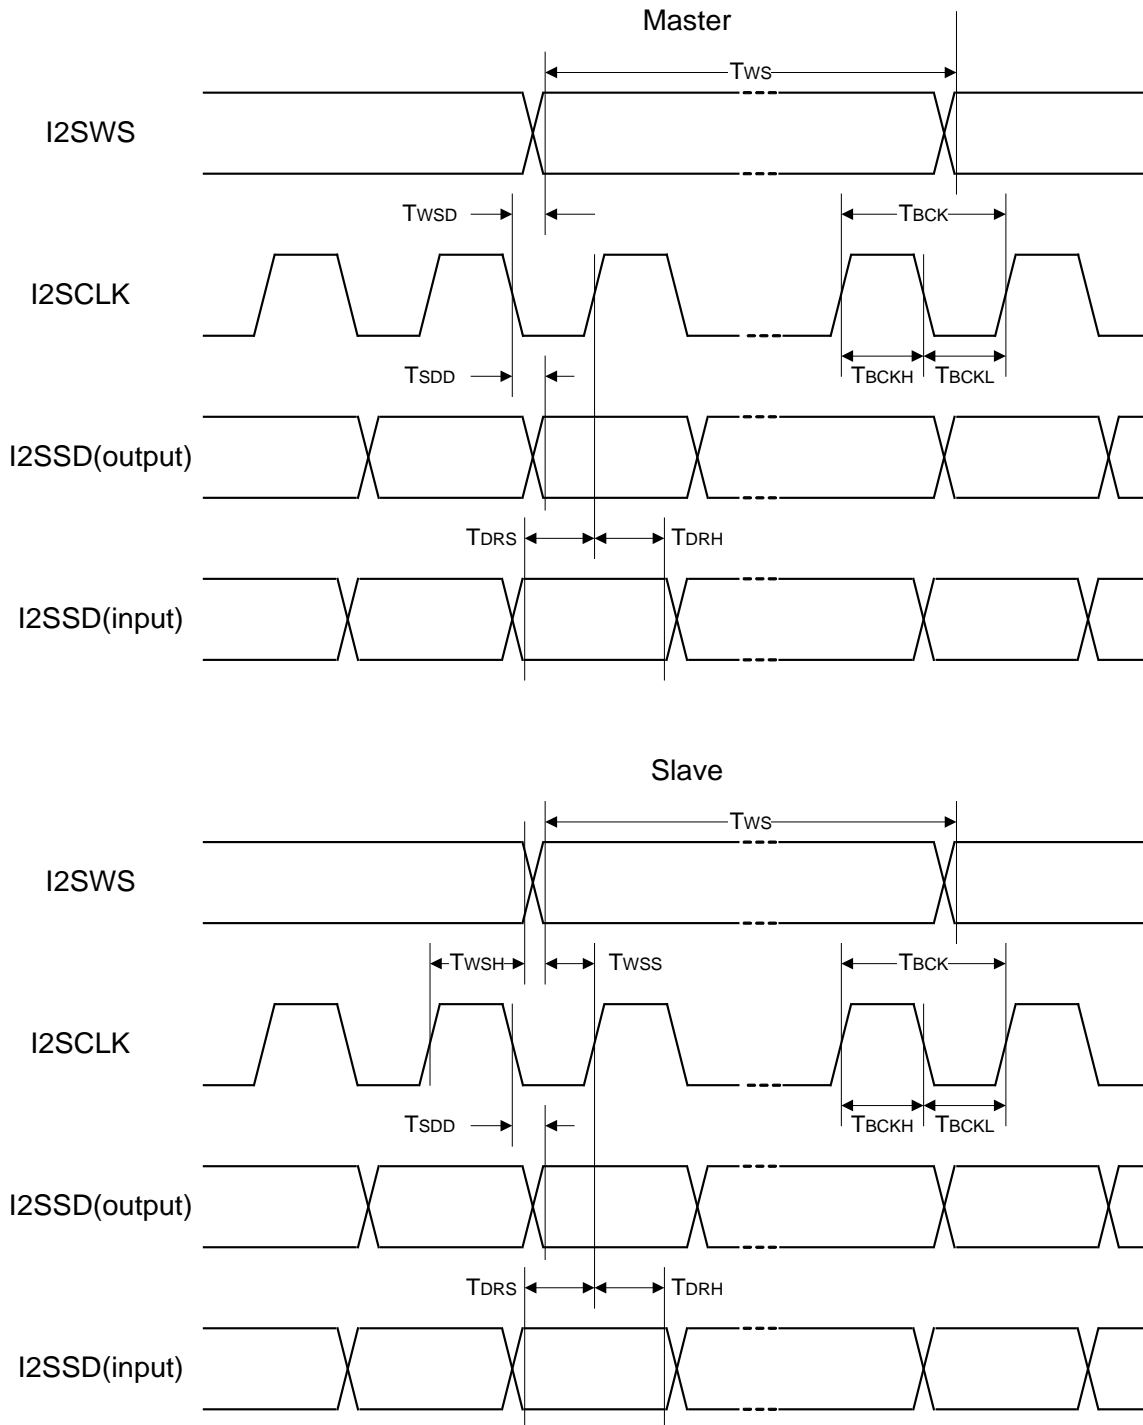 Master
TWS
I2SWS
TWSD
TBCK
I2SCLK
TSDD
TBCKH
TBCKL
I2SSD(output)
TDRS
TDRH
I2SSD(input)
Slave
TWS
I2SWS
TWSH
TWSS
TBCK
I2SCLK
TSDD
TBCKH
TBCKL
I2SSD(output)
TDRS
TDRH
I2SSD(input)